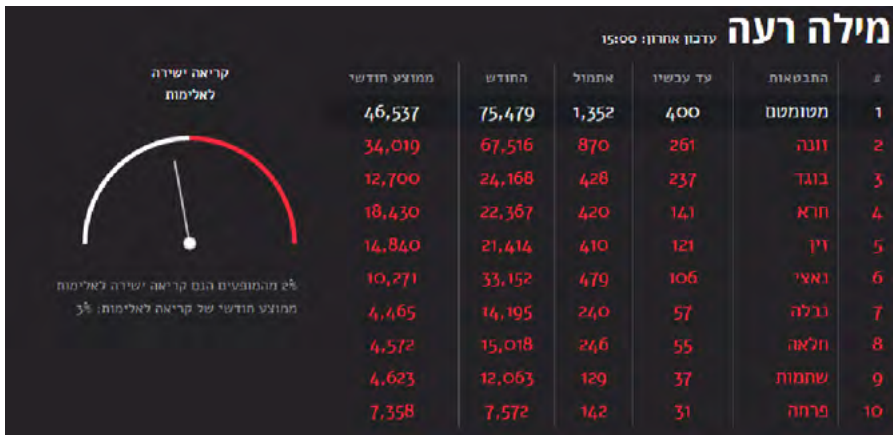 מילה רעה עדכון אחרון: 15:00
# התבטאות עד עכשיו אתמול החודש ממוצע חודשי
1 מטומטם 400 1,352 75,479 46,537
2 זונה 261 870 67,516 34,019
3 בוגד 237 428 24,168 12,700
4 חרא 141 420 22,367 18,430
5 זין 121 410 21,414 14,840
6 נאצי 106 479 33,152 10,271
7 נבלה 57 240 14,195 4,465
8 חלאה 55 246 15,018 4,572
9 שתמות 37 129 12,063 4,623
10 פרחה 31 142 7,572 7,358
קריאה ישירה
לאלימות
2% מהמופעים הנם קריאה ישירה לאלימות
ממוצע חודשי של קריאה לאלימות: 3%